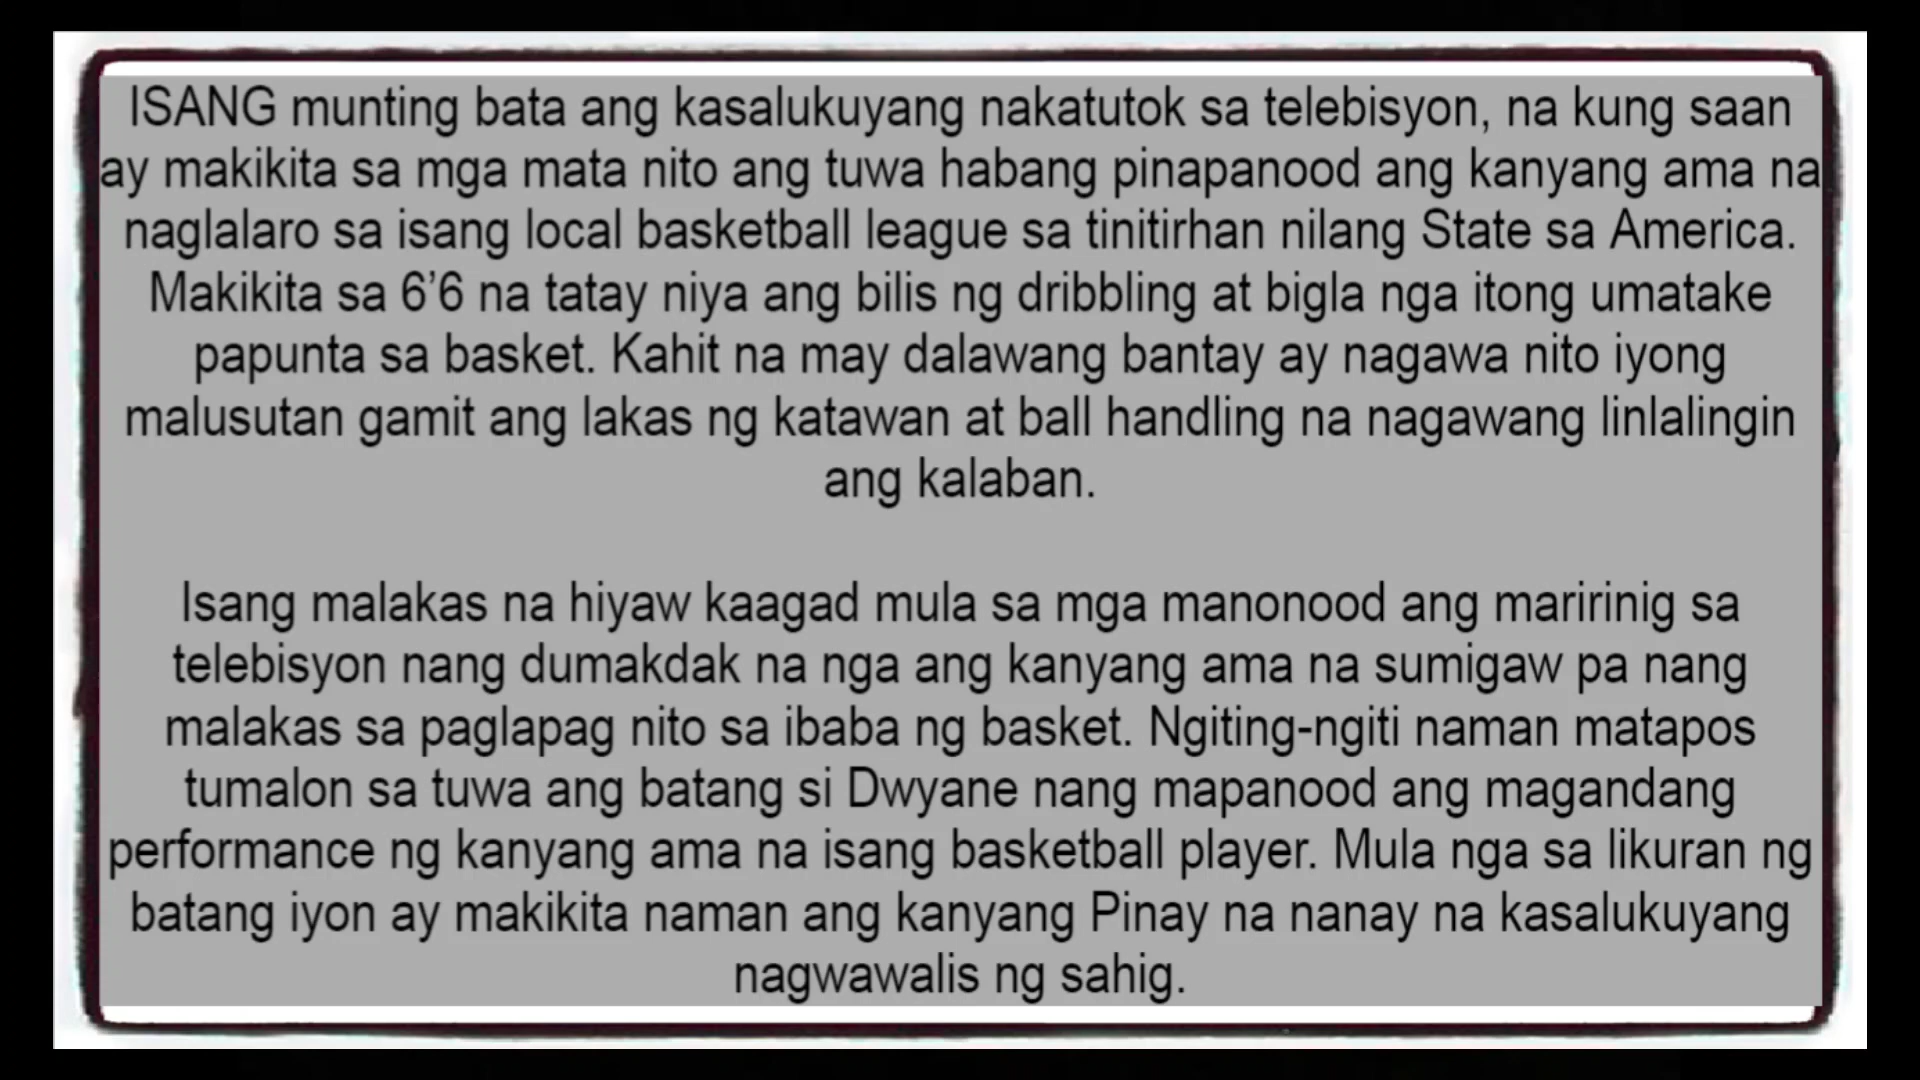 ISANG munting bata ang kasalukuyang nakatutok sa telebisyon, na kung saan
ay makikita sa mga mata nito ang tuwa habang pinapanood ang kanyang ama na
naglalaro sa isang local basketball league sa tinitirhan nilang State sa America.
Makikita sa 6’6 na tatay niya ang bilis ng dribbling at bigla nga itong umatake
papunta sa basket. Kahit na may dalawang bantay ay nagawa nito iyong
malusutan gamit ang lakas ng katawan at ball handling na nagawang linlalingin
ang kalaban.
Isang malakas na hiyaw kaagad mula sa mga manonood ang maririnig sa
telebisyon nang dumakdak na nga ang kanyang ama na sumigaw pa nang
malakas sa paglapag nito sa ibaba ng basket. Ngiting-ngiti naman matapos
tumalon sa tuwa ang batang si Dwyane nang mapanood ang magandang
performance ng kanyang ama na isang basketball player. Mula nga sa likuran ng
batang iyon ay makikita naman ang kanyang Pinay na nanay na kasalukuyang
nagwawalis ng sahig.